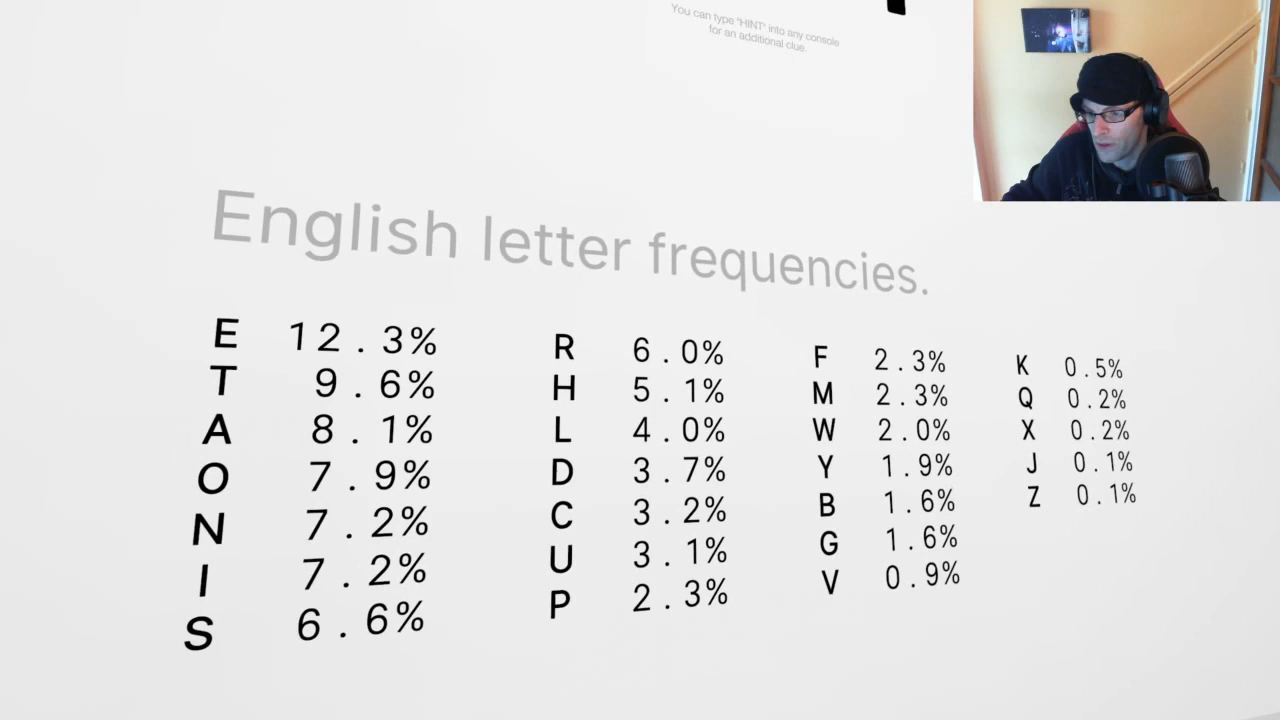 You can type "HINT" into any console
for an additional clue.
English letter frequencies.
E 12.3%
T 9.6%
A 8.1%
O 7.9%
N 7.2%
I 7.2%
S 6.6%
R 6.0%
H 5.1%
L 4.0%
D 3.7%
C 3.2%
U 3.1%
P 2.3%
F 2.3%
M 2.3%
W 2.0%
Y 1.9%
B 1.6%
G 1.6%
V 0.9%
K 0.5%
Q 0.2%
X 0.2%
J 0.1%
Z 0.1%